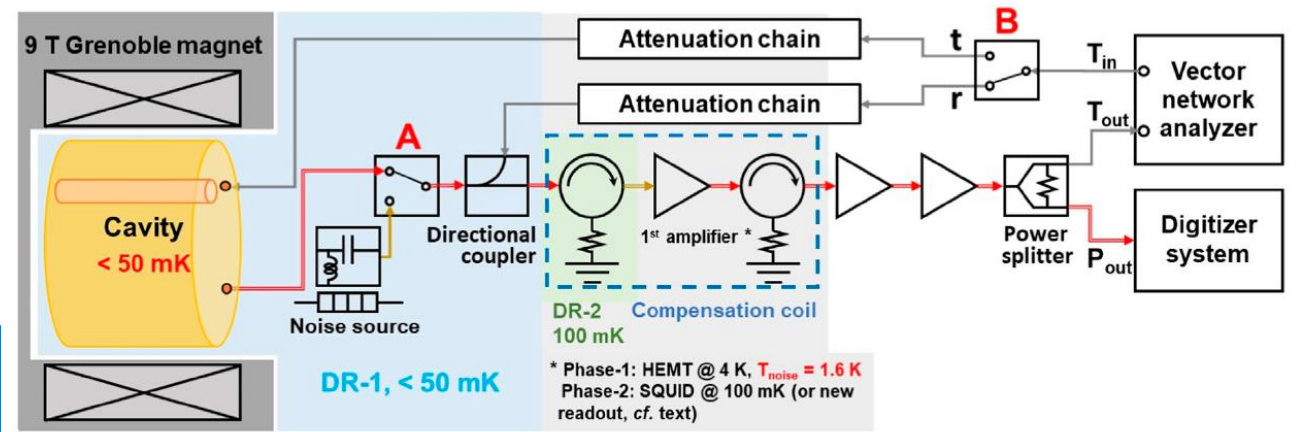 9 T Grenoble magnet
Attenuation chain
t
B
T_in
Vector
network
analyzer
Attenuation chain
r
T_out
A
Cavity
< 50 mK
Directional
coupler
1st amplifier *
Power
splitter
P_out
Digitizer
system
Noise source
DR-2
100 mK
Compensation coil
DR-1, < 50 mK
* Phase-1: HEMT @ 4 K, T_noise = 1.6 K
Phase-2: SQUID @ 100 mK (or new
readout, cf. text)